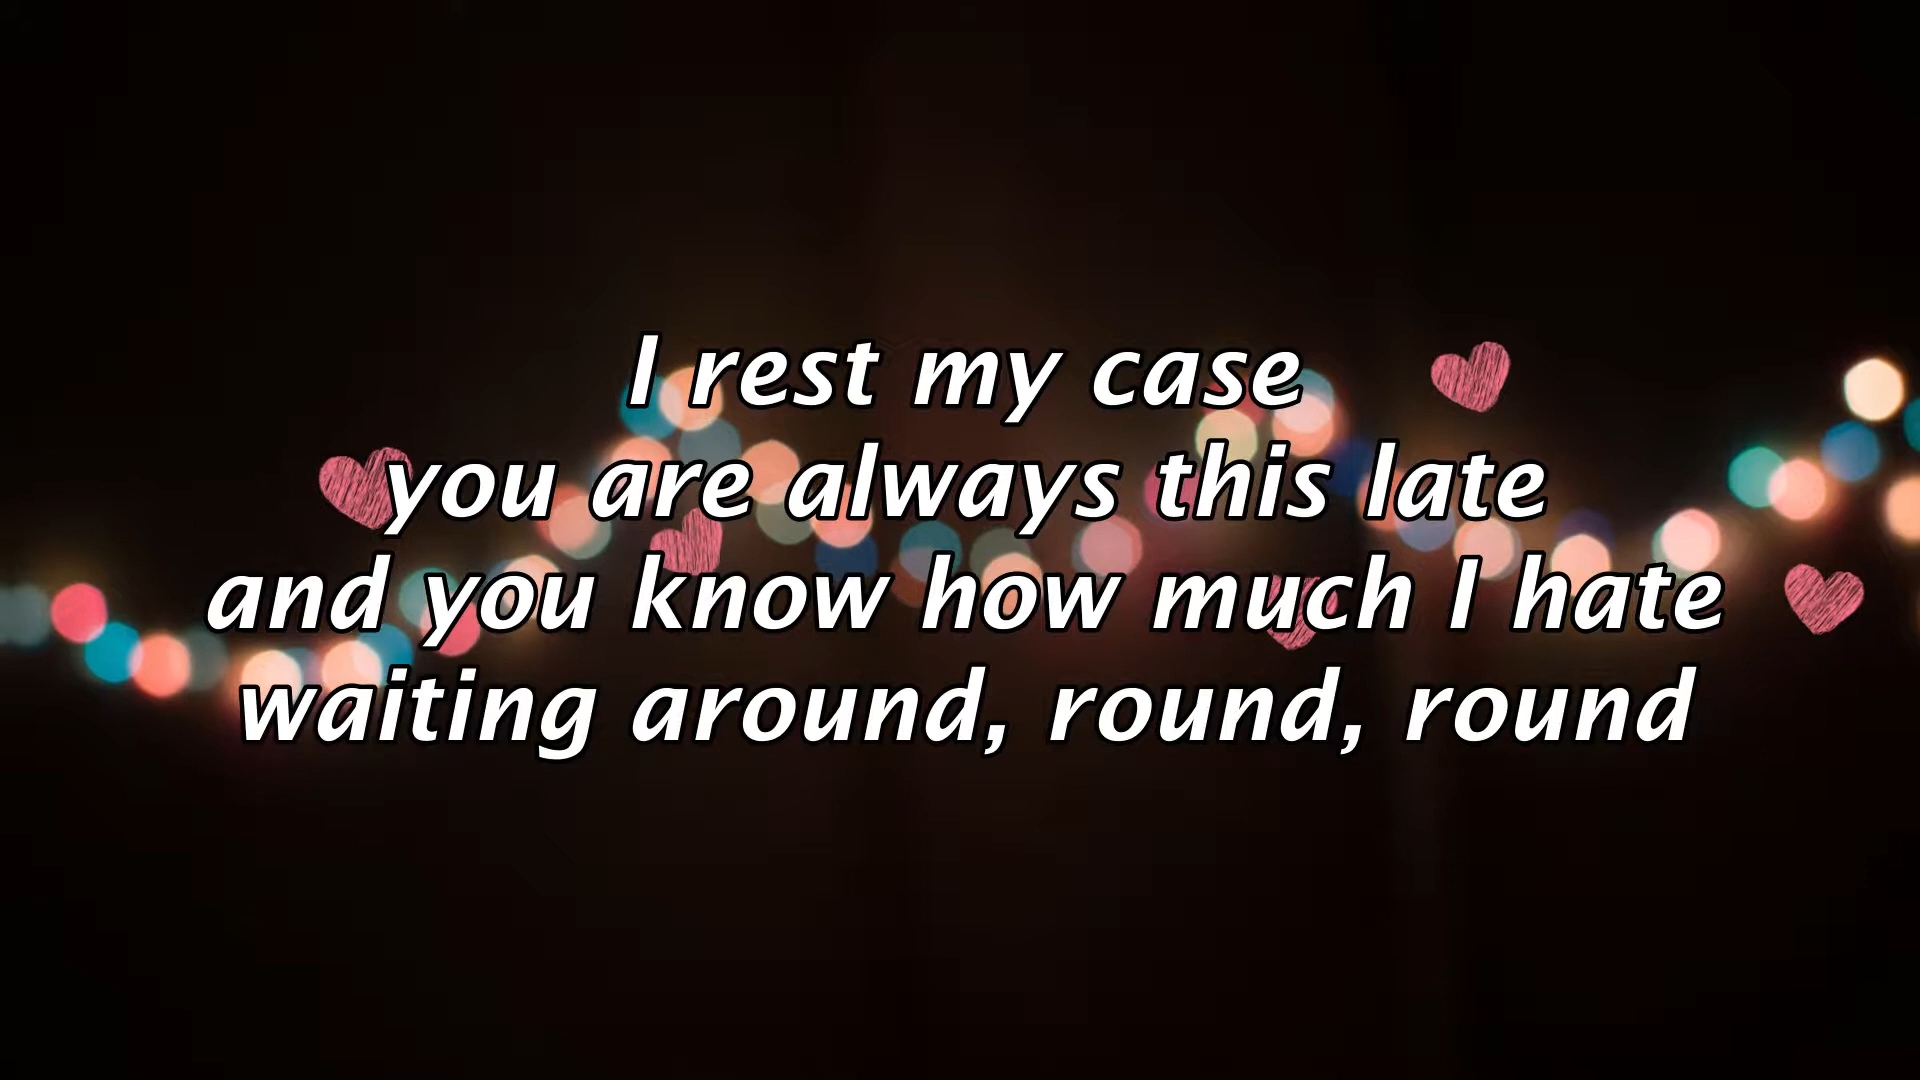 I rest my case
you are always this late
and you know how much I hate
waiting around, round, round